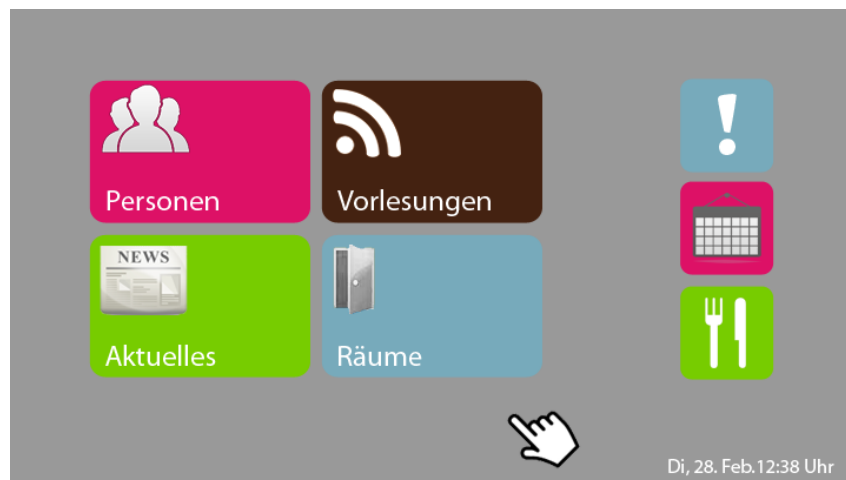 Personen
Vorlesungen
NEWS
Aktuelles
Räume
Di, 28. Feb.12:38 Uhr